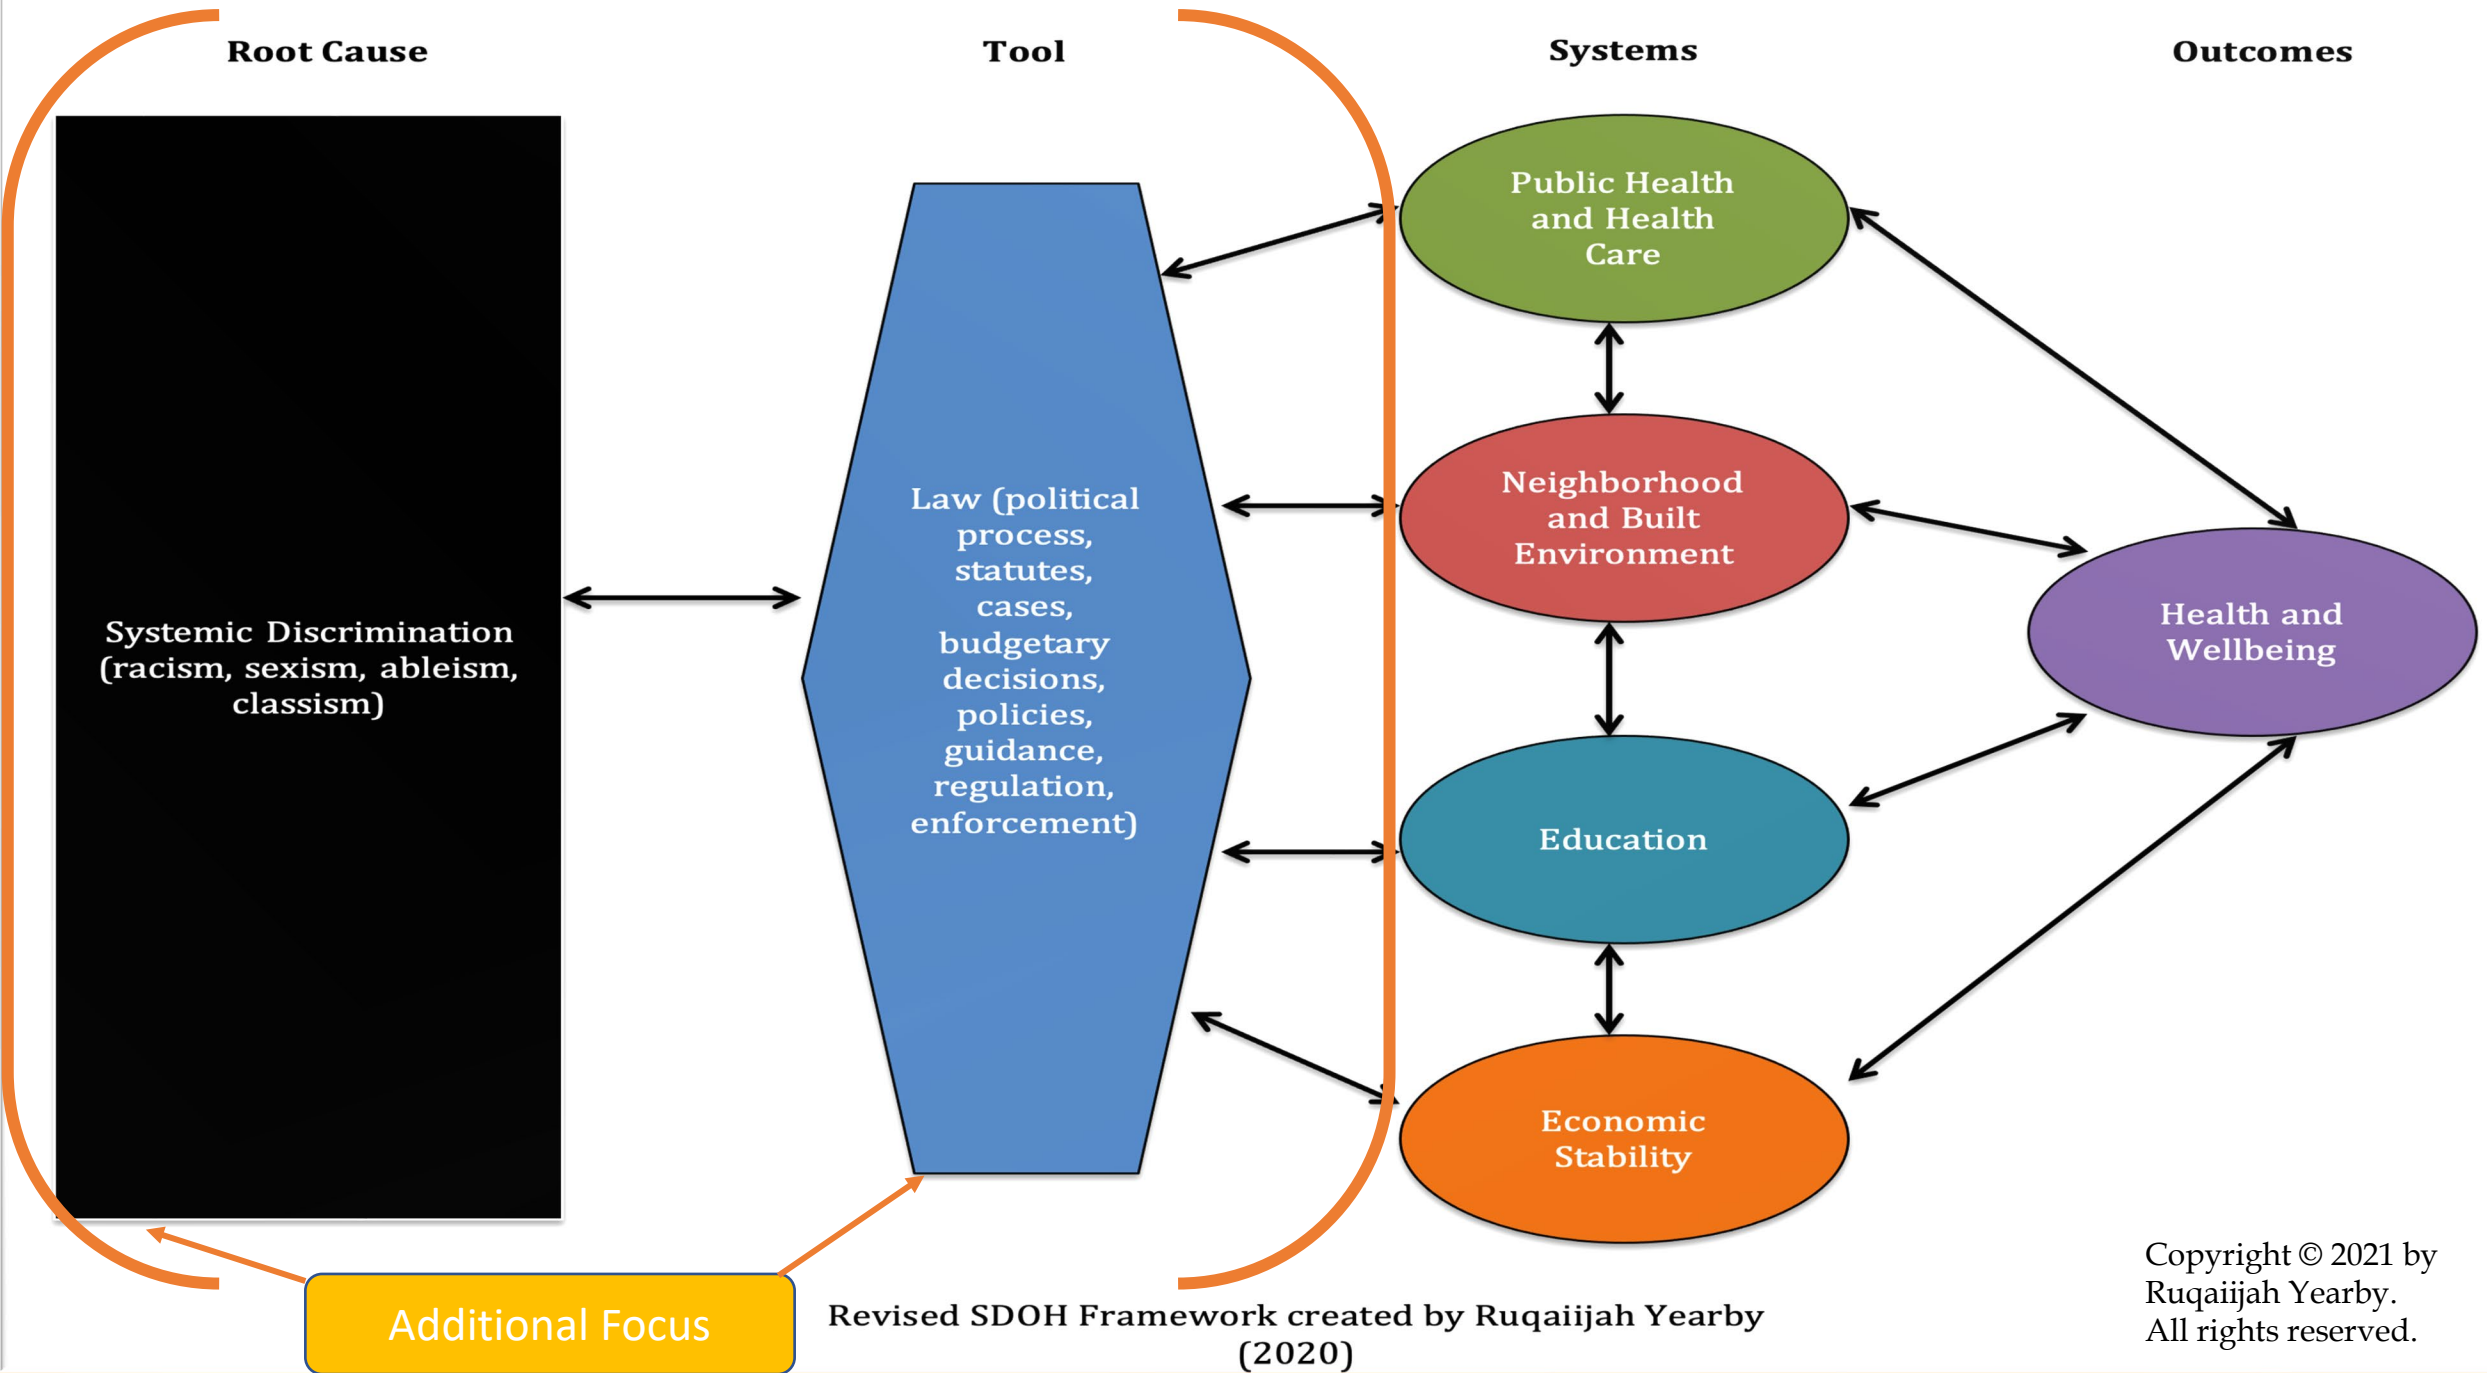 Root Cause
Tool
Systems
Outcomes
Systemic Discrimination
(racism, sexism, ableism,
classism)
Law (political
process,
statutes,
cases,
budgetary
decisions,
policies,
guidance,
regulation,
enforcement)
Public Health
and Health
Care
Neighborhood
and Built
Environment
Education
Economic
Stability
Health and
Wellbeing
Additional Focus
Revised SDOH Framework created by Ruqaiijah Yearby
(2020)
Copyright © 2021 by
Ruqaiijah Yearby.
All rights reserved.